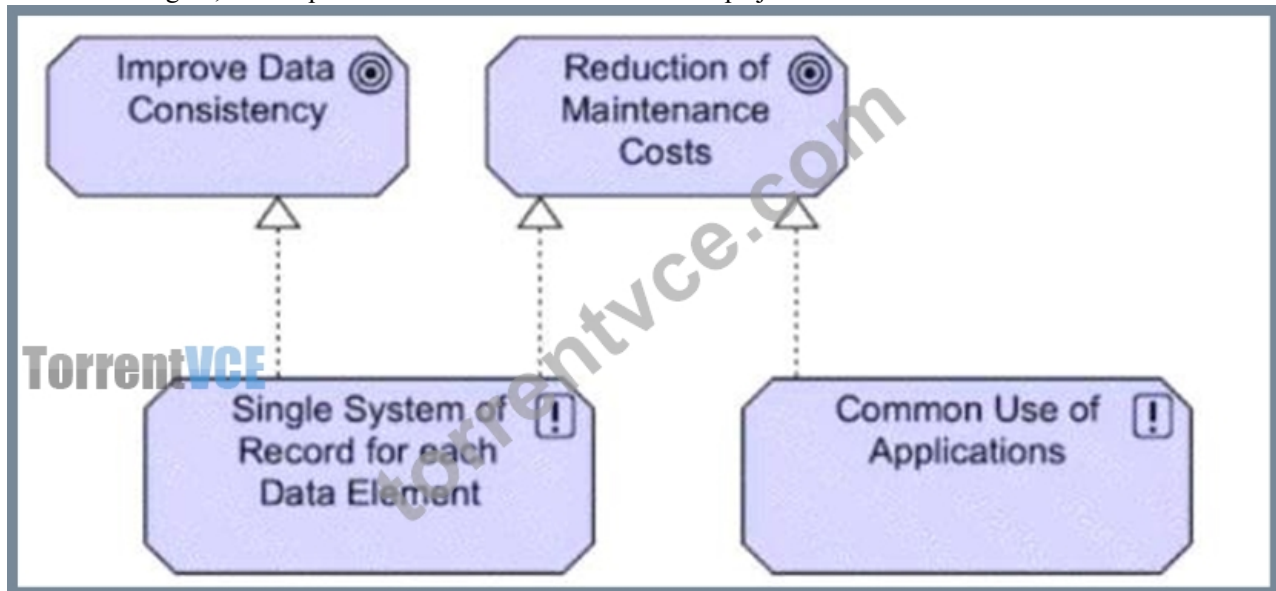 Improve Data
Consistency
Reduction of
Maintenance
Costs
torrentvce.com
TorrentVCE
Single System of
Record for each
Data Element
!
Common Use of
Applications
!